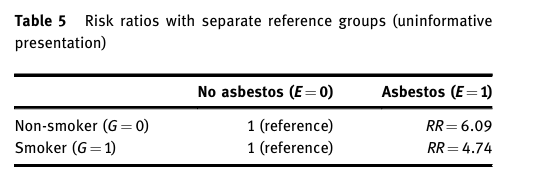 Table 5 Risk ratios with separate reference groups (uninformative
presentation)
No asbestos (E = 0) Asbestos (E = 1)
Non-smoker (G = 0) 1 (reference) RR = 6.09
Smoker (G = 1) 1 (reference) RR = 4.74